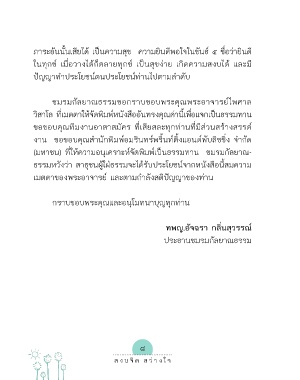 ภาระอันนั้นเสียได้ เป็นความสุข ความยินดีพอใจในขันธ์ ๕ ชื่อว่ายินดี
ในทุกข์ เมื่อวางได้ก็คลายทุกข์ เป็นสุขง่าย เกิดความสงบได้ และมี
ปัญญาทำประโยชน์ตนประโยชน์ท่านไปตามลำดับ
ชมรมกัลยาณธรรมขอกราบขอบพระคุณพระอาจารย์ไพศาล
วิสาโล ที่เมตตาให้จัดพิมพ์หนังสืออันทรงคุณค่านี้เพื่อแจกเป็นธรรมทาน
ขอขอบคุณทีมงานอาสาสมัคร ที่เสียสละทุกท่านที่มีส่วนสร้างสรรค์
งาน ขอขอบคุณสำนักพิมพ์อมรินทร์พริ้นท์ติ้งแอนด์พับลิชชิ่ง จำกัด
(มหาชน) ที่ให้ความอนุเคราะห์จัดพิมพ์เป็นธรรมทาน ชมรมกัลยาณ-
ธรรมหวังว่า สาธุชนผู้ใฝ่ธรรมจะได้รับประโยชน์จากหนังสือนี้สมความ
เมตตาของพระอาจารย์ และตามกำลังสติปัญญาของท่าน
กราบขอบพระคุณและอนุโมทนาบุญทุกท่าน
ทพญ.อัจฉรา กลิ่นสุวรรณ์
ประธานชมรมกัลยาณธรรม
๘
สงบจิต สว่างใจ